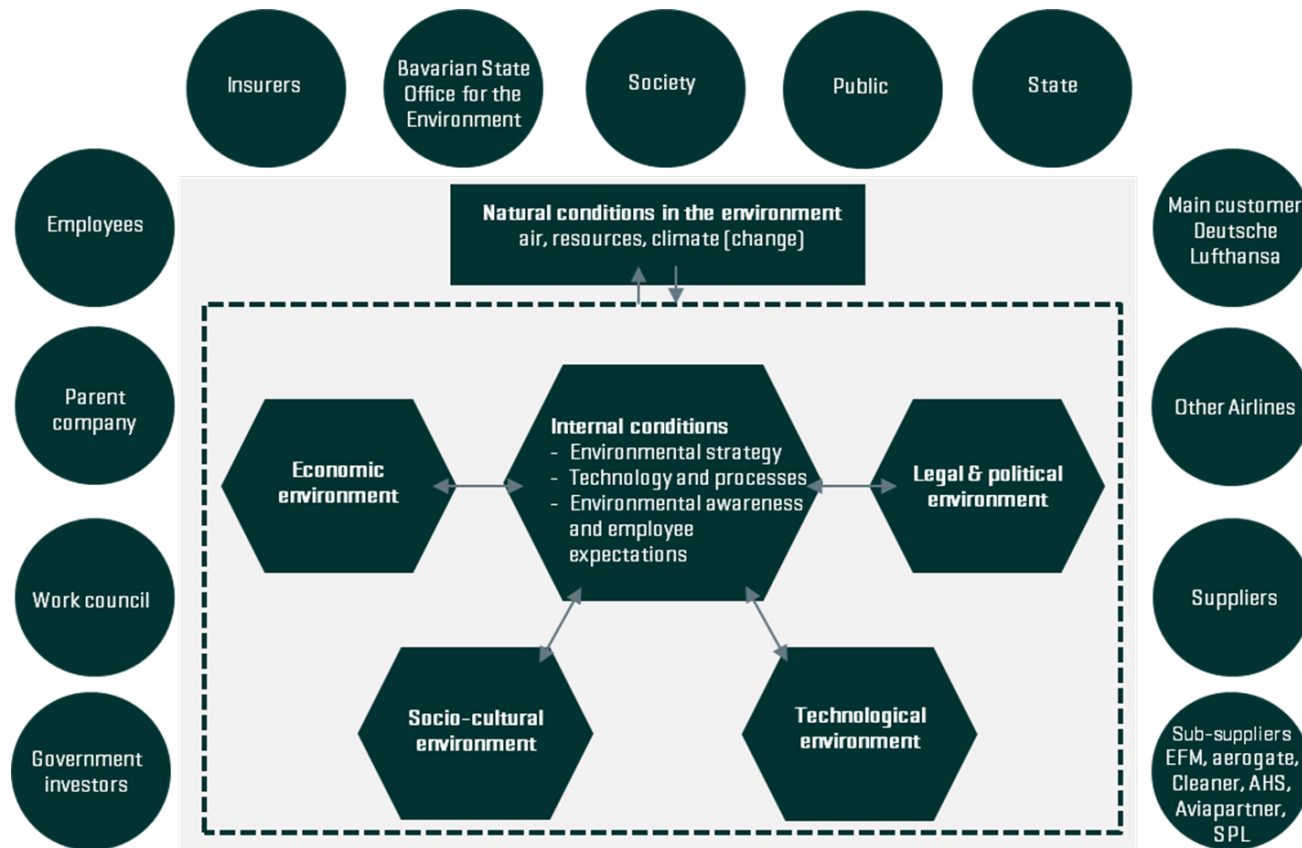 Insurers
Bavarian State
Office for the
Environment
Society
Public
State
Employees
Natural conditions in the environment
air, resources, climate (change)
Main customer
Deutsche
Lufthansa
Parent
company
Other Airlines
Internal conditions
- Environmental strategy
- Technology and processes
- Environmental awareness
and employee
expectations
Economic
environment
Legal & political
environment
Work council
Suppliers
Socio-cultural
environment
Technological
environment
Government
investors
Sub-suppliers
EFM, aerogate,
Cleaner, AHS,
Aviapartner,
SPL